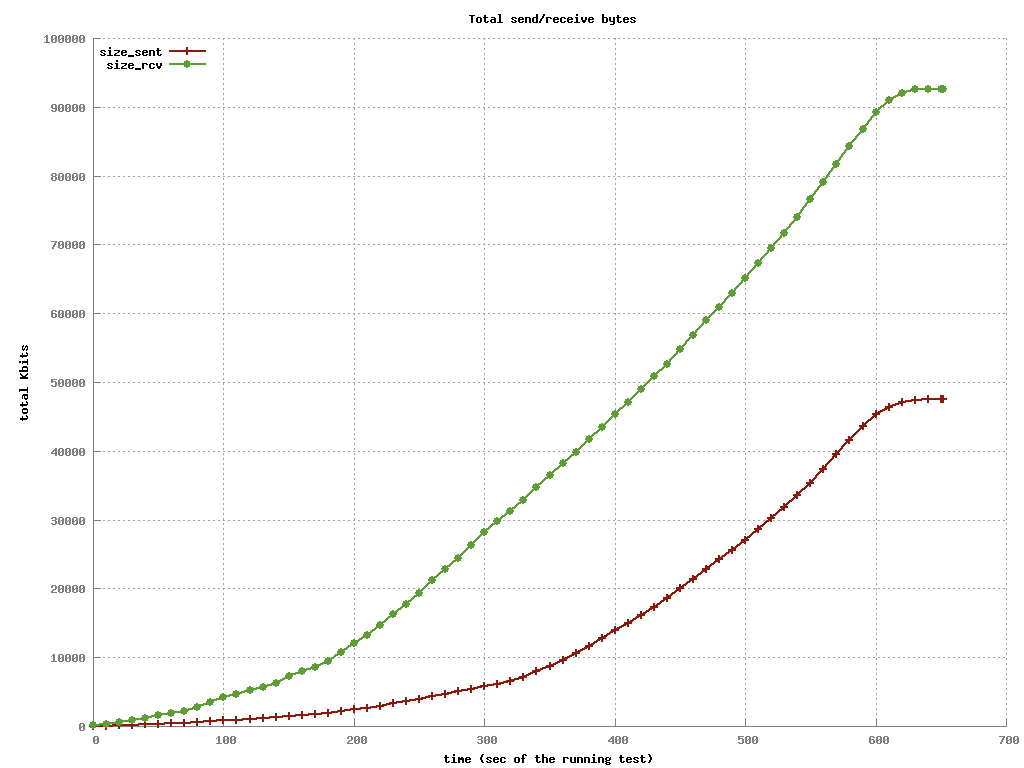 Total send/receive bytes
100000
size_sent
size_rcv
90000
80000
70000
60000
50000
40000
30000
20000
10000
0
total Kbits
0 100 200 300 400 500 600 700
time (sec of the running test)